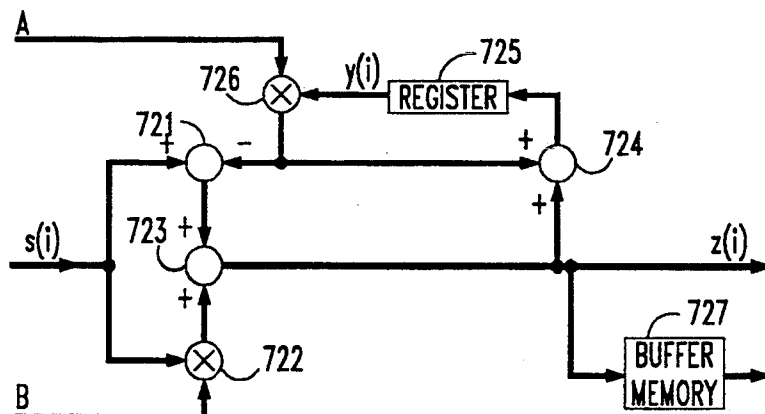 A
725
726
y(i)
REGISTER
721
+
-
+
724
+
s(i)
723
+
z(i)
+
727
722
BUFFER
MEMORY
B